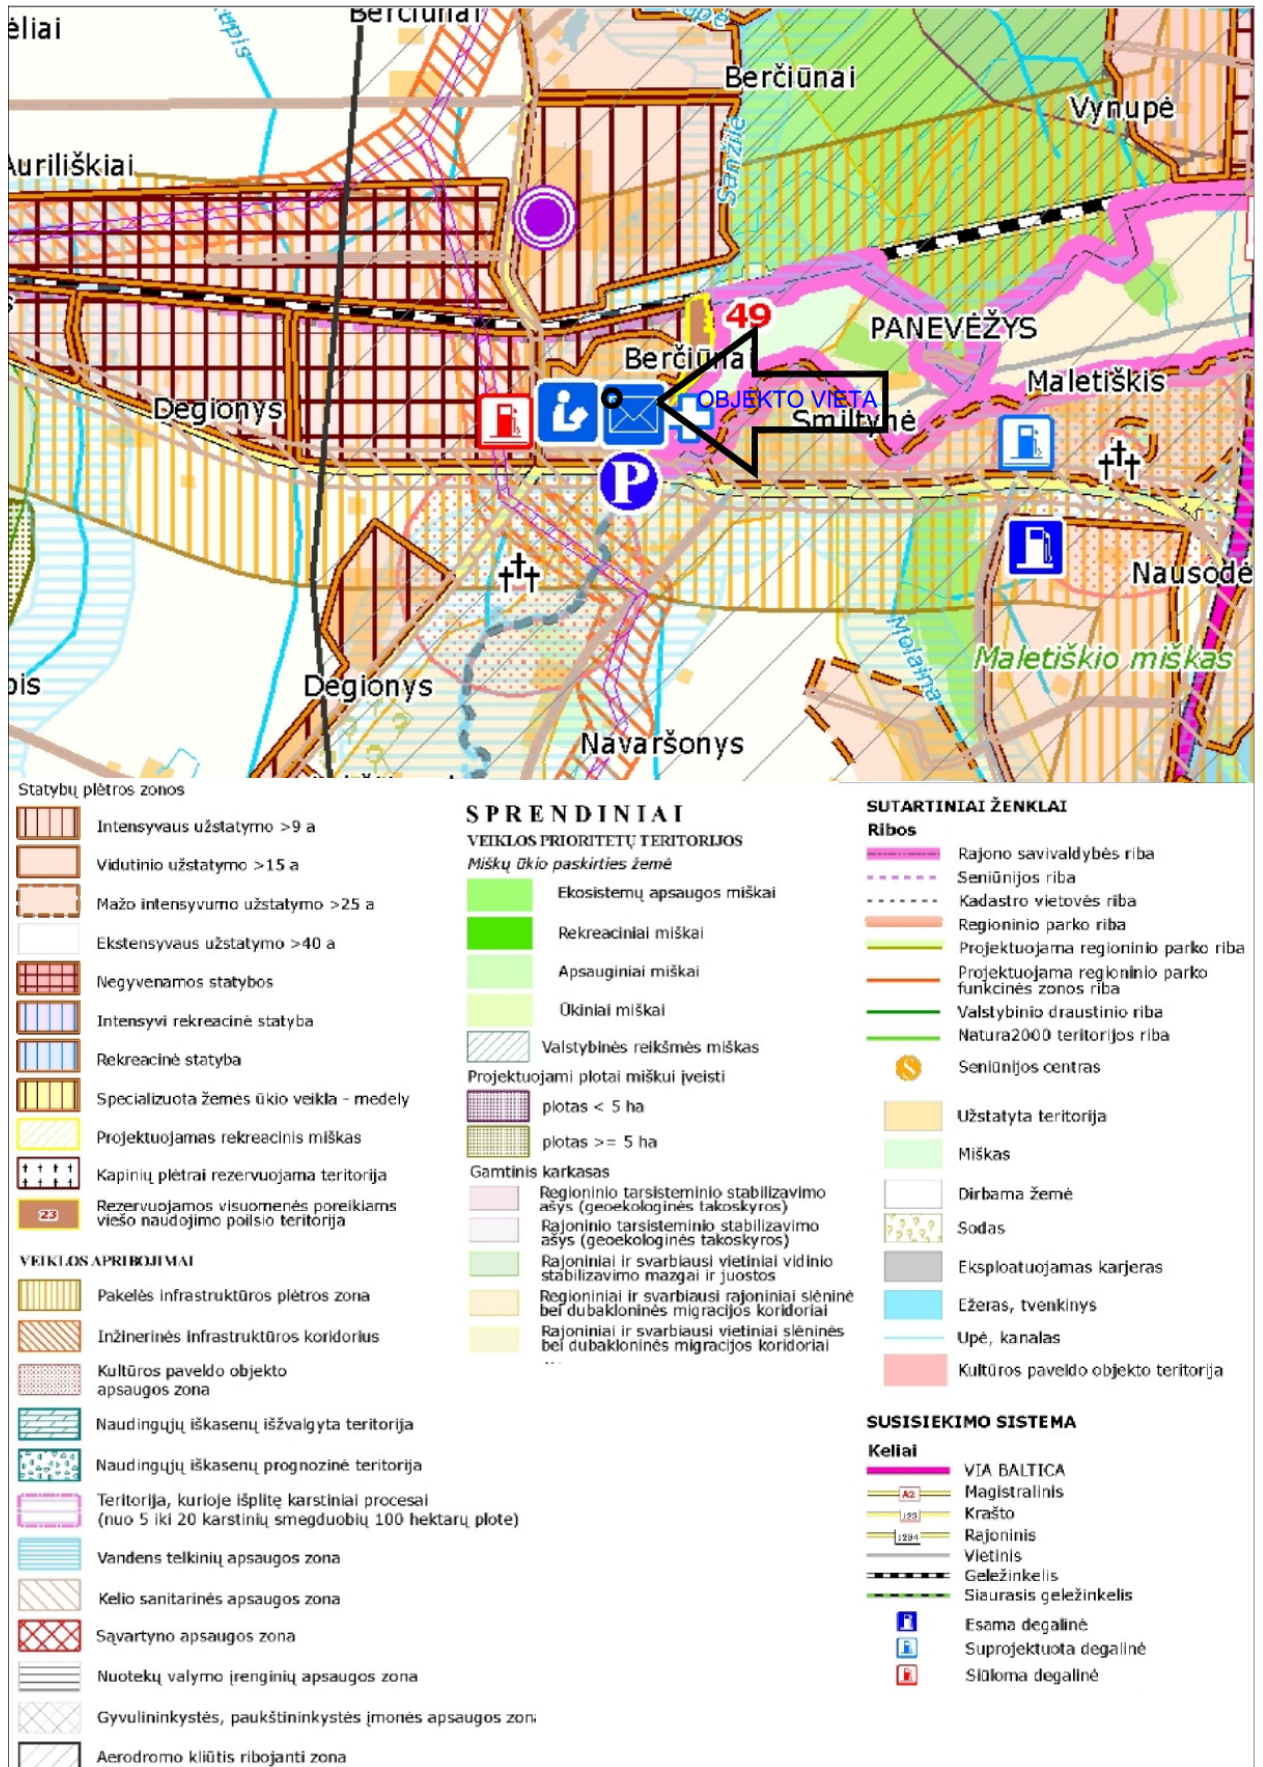 Berčiūnai
ėliai
upis
upė
Berčiūnai
Vynupė
Sanžilė
Auriliškiai
49
PANEVĖŽYS
Berčiūnai
Maletiškis
OBJEKTO VIETA
Degionys
Smiltynė
P
Nausodė
Molaina
Maletiškio miškas
Degionys
Navaršonys
Statybų plėtros zonos
Intensyvaus užstatymo >9 a
Vidutinio užstatymo >15 a
Mažo intensyvumo užstatymo >25 a
Ekstensyvaus užstatymo >40 a
Negyvenamos statybos
Intensyvi rekreacinė statyba
Rekreacinė statyba
Specializuota žemės ūkio veikla - medely
Projektuojamas rekreacinis miškas
Kapinių plėtrai rezervuojama teritorija
23
Rezervuojamos visuomenės poreikiams
viešo naudojimo poilsio teritorija
VEIKLOS APRIBOJIMAI
Pakelės infrastruktūros plėtros zona
Inžinerinės infrastruktūros koridorius
Kultūros paveldo objekto
apsaugos zona
Naudingųjų iškasenų išžvalgyta teritorija
Naudingųjų iškasenų prognozinė teritorija
Teritorija, kurioje išplitę karstiniai procesai
(nuo 5 iki 20 karstinių smegduobių 100 hektarų plote)
Vandens telkinių apsaugos zona
Kelio sanitarinės apsaugos zona
Sąvartyno apsaugos zona
Nuotekų valymo įrenginių apsaugos zona
Gyvulininkystės, paukštininkystės įmonės apsaugos zon
Aerodromo kliūtis ribojanti zona
SPRENDINIAI
VEIKLOS PRIORITETŲ TERITORIJOS
Miškų ūkio paskirties žemė
Ekosistemų apsaugos miškai
Rekreaciniai miškai
Apsauginiai miškai
Ūkiniai miškai
Valstybinės reikšmės miškas
Projektuojami plotai miškui įveisti
plotas < 5 ha
plotas >= 5 ha
Gamtinis karkasas
Regioninio tarsisteminio stabilizavimo
ašys (geoekologinės takoskyros)
Rajoninio tarsisteminio stabilizavimo
ašys (geoekologinės takoskyros)
Rajoniniai ir svarbiausi vietiniai vidinio
stabilizavimo mazgai ir juostos
Regioniniai ir svarbiausi rajoniniai slėninė
bei dubakloninės migracijos koridoriai
Rajoniniai ir svarbiausi vietiniai slėninės
bei dubakloninės migracijos koridoriai
SUTARTINIAI ŽENKLAI
Ribos
Rajono savivaldybės riba
Seniūnijos riba
Kadastro vietovės riba
Regioninio parko riba
Projektuojama regioninio parko riba
Projektuojama regioninio parko
funkcinės zonos riba
Valstybinio draustinio riba
Natura2000 teritorijos riba
S
Seniūnijos centras
Užstatyta teritorija
Miškas
Dirbama žemė
Sodas
Eksploatuojamas karjeras
Ežeras, tvenkinys
Upė, kanalas
Kultūros paveldo objekto teritorija
SUSISIEKIMO SISTEMA
Keliai
VIA BALTICA
A2 Magistralinis
123 Krašto
1294 Rajoninis
Vietinis
Geležinkelis
Siaurasis geležinkelis
Esama degalinė
Suprojektuota degalinė
Siūloma degalinė